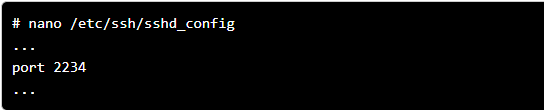 # nano /etc/ssh/sshd_config
...
port 2234
...